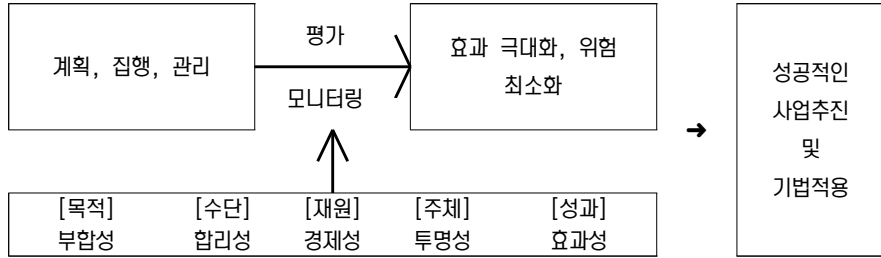 계획, 집행, 관리
평가
모니터링
효과 극대화, 위험
최소화
➜
성공적인
사업추진
및
기법적용
[목적] [수단] [재원] [주체] [성과]
부합성 합리성 경제성 투명성 효과성